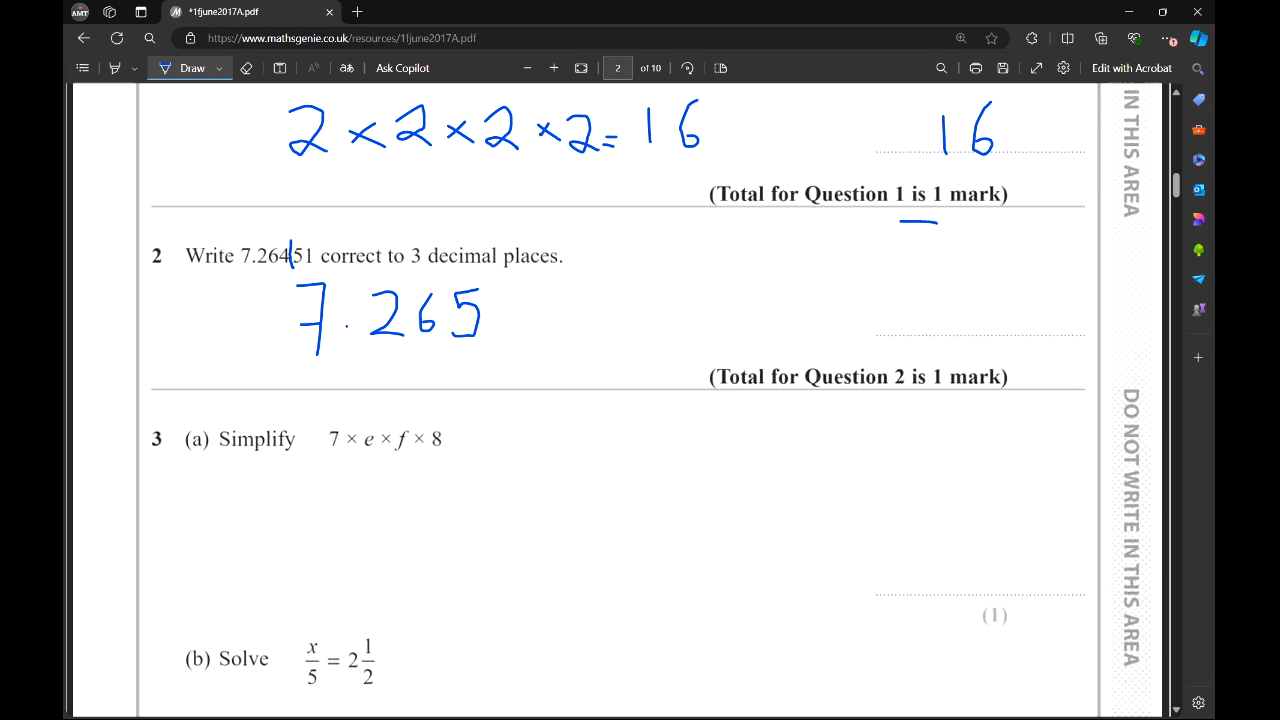 AMT
*1fjune2017A.pdf
https://www.mathsgenie.co.uk/resources/1fjune2017A.pdf
Draw
Ask Copilot
2
of 10
Edit with Acrobat
2 × 2 × 2 × 2 = 16
16
(Total for Question 1 is 1 mark)
2 Write 7.26451 correct to 3 decimal places.
7.265
(Total for Question 2 is 1 mark)
3 (a) Simplify 7 × e × f × 8
(1)
(b) Solve x/5 = 2 1/2
IN THIS AREA
DO NOT WRITE IN THIS AREA